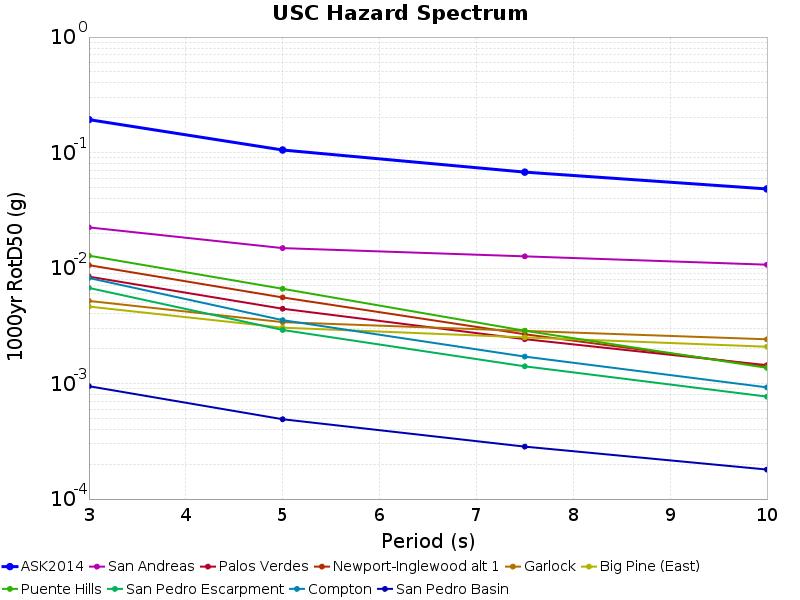 USC Hazard Spectrum
10^0
10^-1
10^-2
10^-3
10^-4
1000yr RotD50 (g)
3 4 5 6 7 8 9 10
Period (s)
ASK2014 San Andreas Palos Verdes Newport-Inglewood alt 1 Garlock Big Pine (East)
Puente Hills San Pedro Escarpment Compton San Pedro Basin